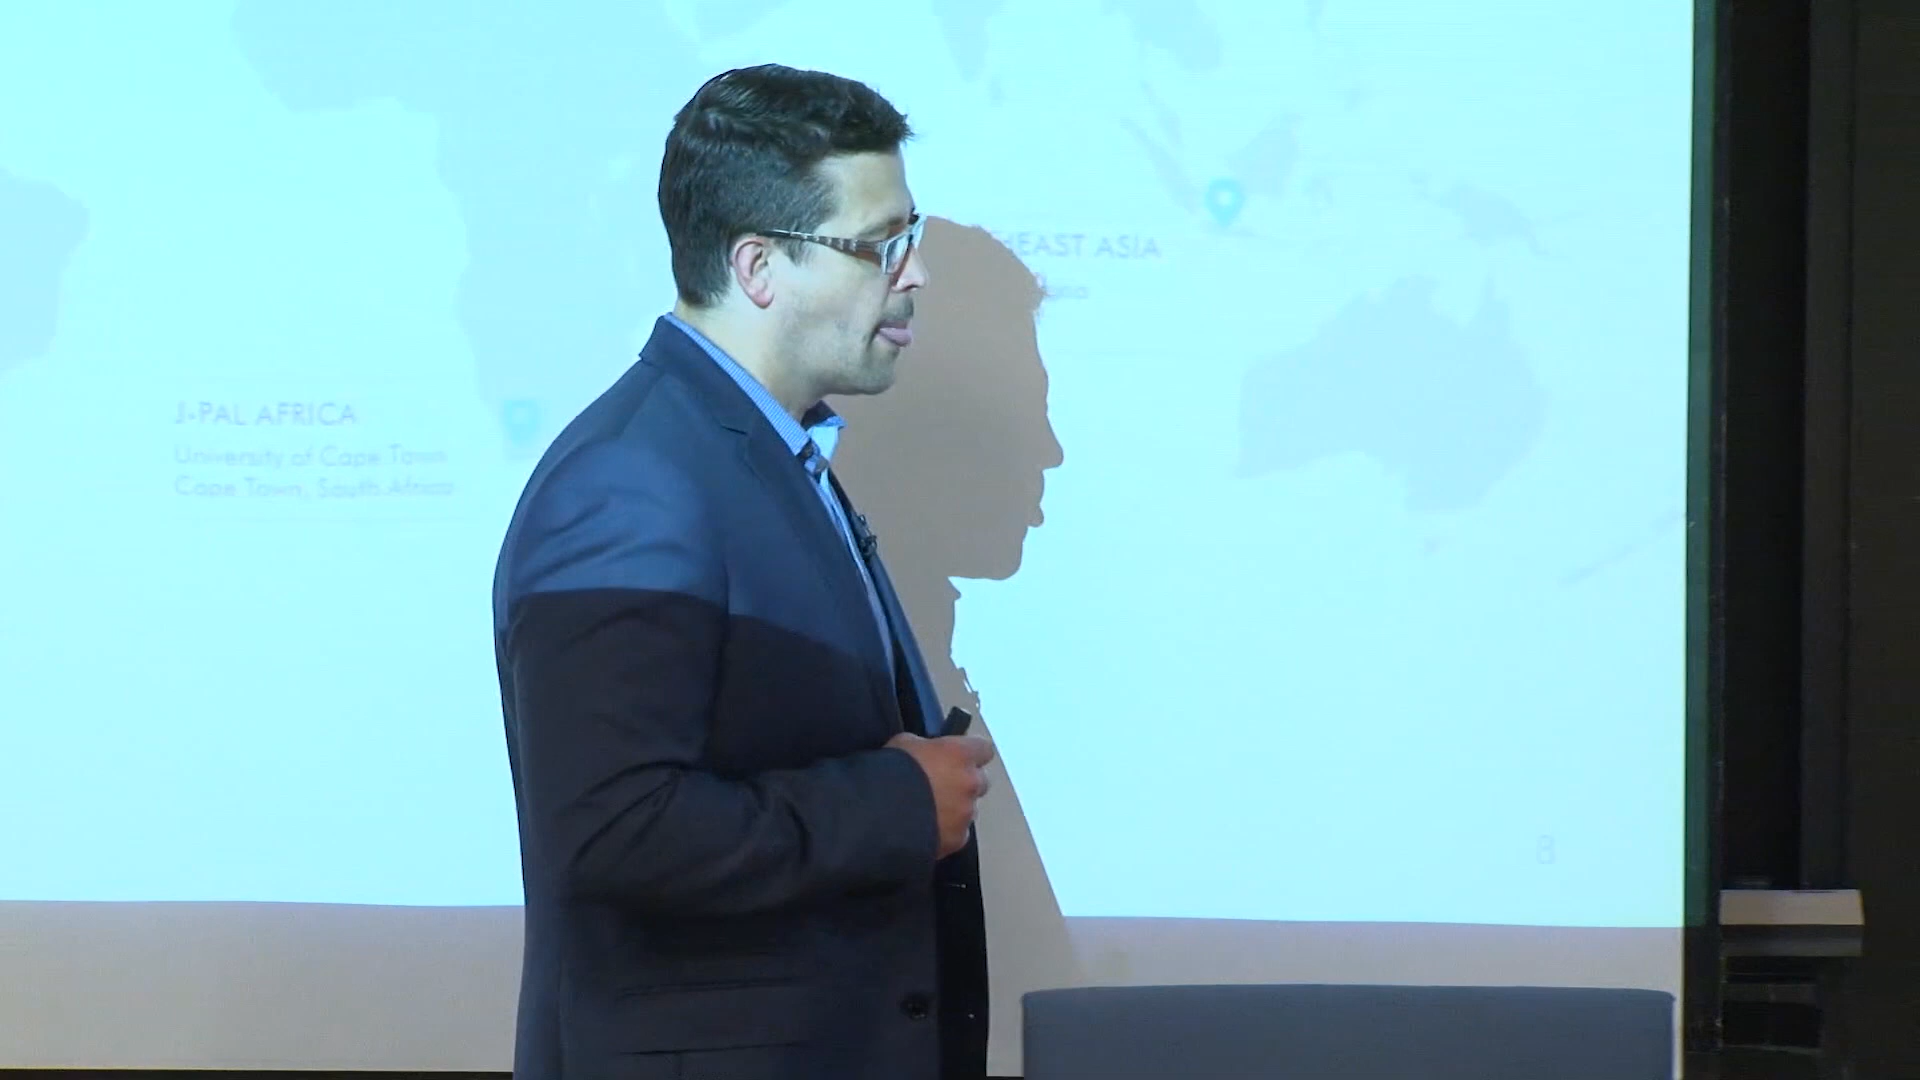 EAST ASIA
J-PAL AFRICA
University of Cape Town
Cape Town, South Africa
8